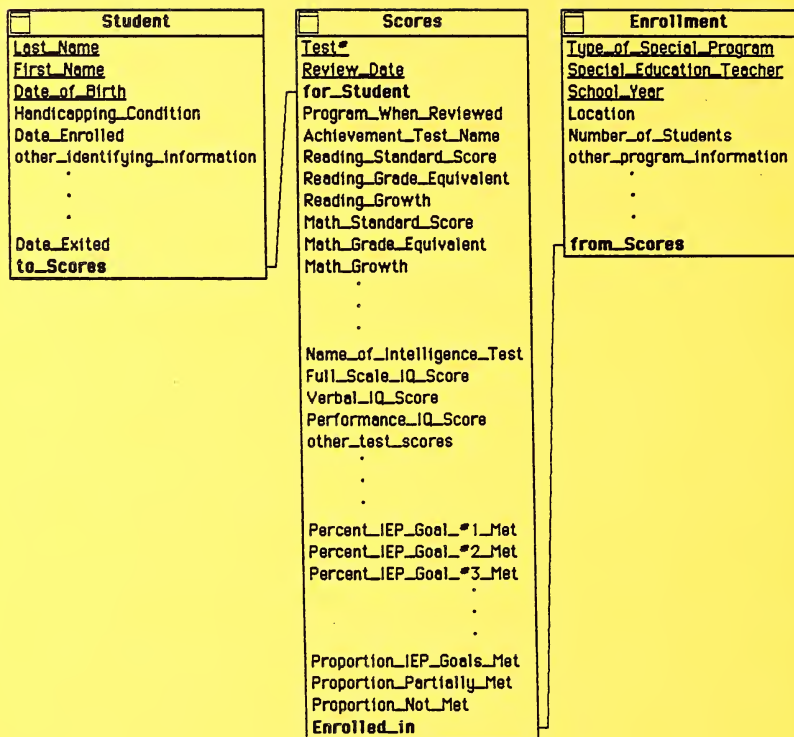 Student
Last_Name
First_Name
Date_of_Birth
Handicapping_Condition
Date_Enrolled
other_identifying_information
.
.
.
Date_Exited
to_Scores
Scores
Test#
Review_Date
for_Student
Program_When_Reviewed
Achievement_Test_Name
Reading_Standard_Score
Reading_Grade_Equivalent
Reading_Growth
Math_Standard_Score
Math_Grade_Equivalent
Math_Growth
.
.
.
Name_of_Intelligence_Test
Full_Scale_IQ_Score
Verbal_IQ_Score
Performance_IQ_Score
other_test_scores
.
.
.
Percent_IEP_Goal_#1_Met
Percent_IEP_Goal_#2_Met
Percent_IEP_Goal_#3_Met
.
.
.
Proportion_IEP_Goals_Met
Proportion_Partially_Met
Proportion_Not_Met
Enrolled_in
Enrollment
Type_of_Special_Program
Special_Education_Teacher
School_Year
Location
Number_of_Students
other_program_information
.
.
.
from_Scores